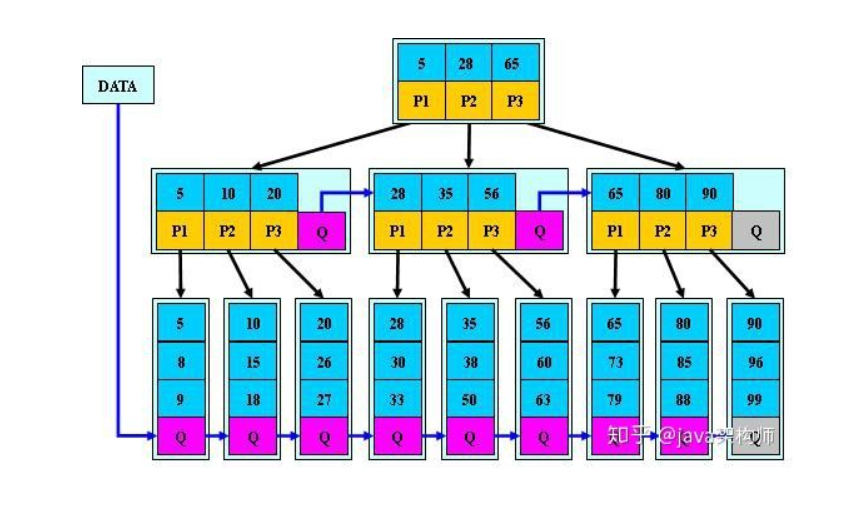 5 28 65
DATA
P1 P2 P3
5 10 20
28 35 56
65 80 90
P1 P2 P3 Q
P1 P2 P3 Q
P1 P2 P3 Q
5 10 20 28 35 56 65 80 90
8 15 26 30 38 60 73 85 96
9 18 27 33 50 63 79 88 99
Q Q Q Q Q Q Q Q Q
知乎 @java架构师